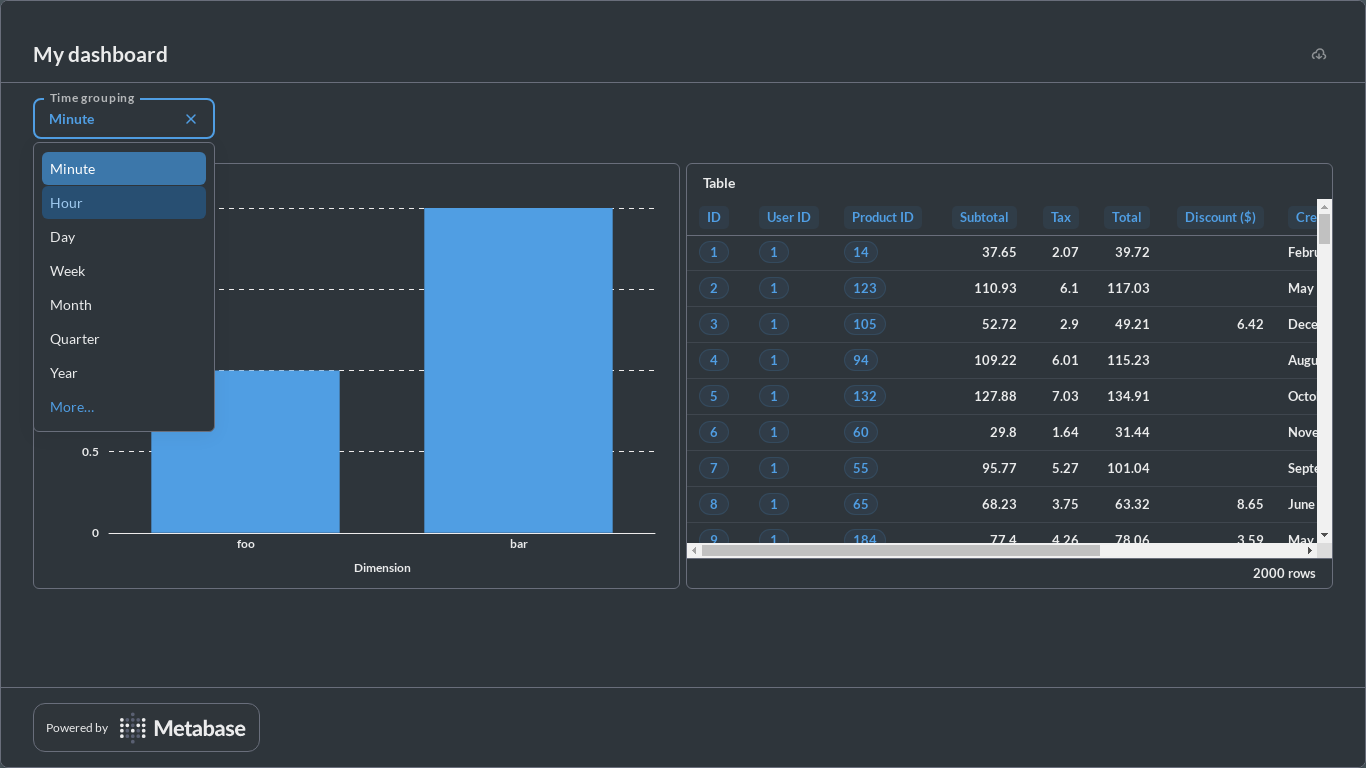 My dashboard
Time grouping
Minute
Minute
Hour
Day
Week
Month
Quarter
Year
More...
0.5
0
foo
bar
Dimension
Table
ID User ID Product ID Subtotal Tax Total Discount ($) Cre
1 1 14 37.65 2.07 39.72 Febru
2 1 123 110.93 6.1 117.03 May
3 1 105 52.72 2.9 49.21 6.42 Dece
4 1 94 109.22 6.01 115.23 Augu
5 1 132 127.88 7.03 134.91 Octo
6 1 60 29.8 1.64 31.44 Nove
7 1 55 95.77 5.27 101.04 Septe
8 1 65 68.23 3.75 63.32 8.65 June
9 1 184 77.4 4.26 78.06 3.59 May
2000 rows
Powered by Metabase